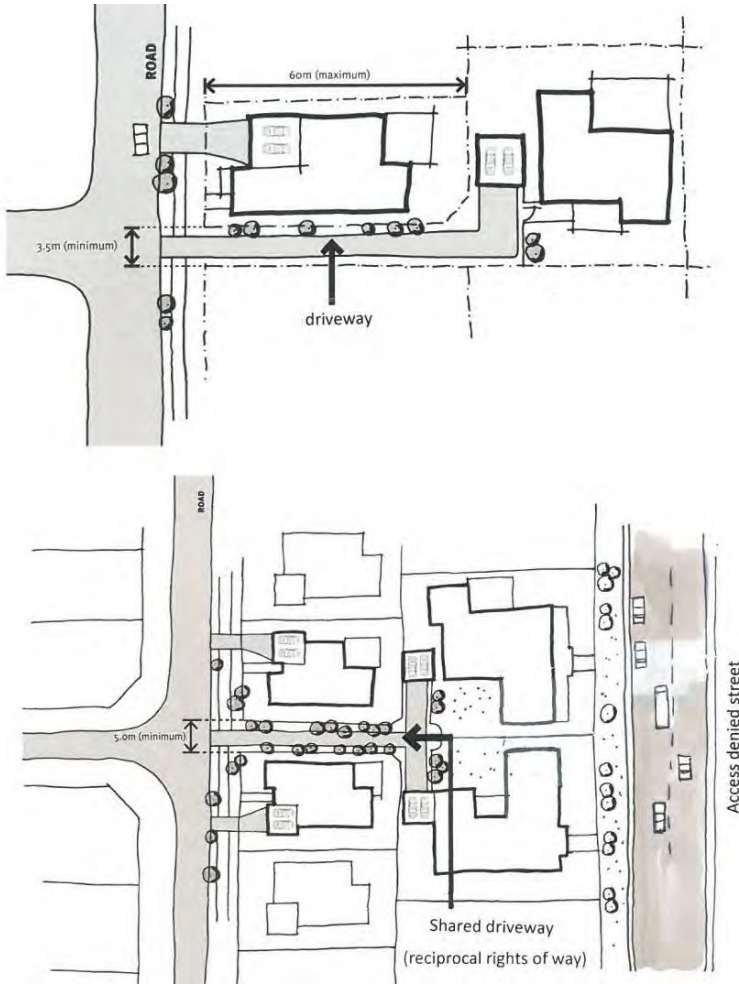 ROAD
60m (maximum)
3.5m (minimum)
driveway
ROAD
5.0m (minimum)
Access denied street
Shared driveway
(reciprocal rights of way)